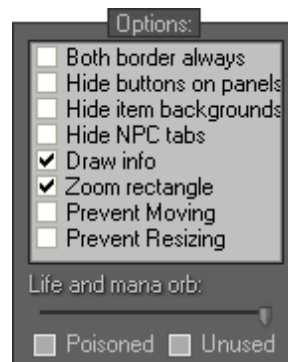 Options:
Both border always
Hide buttons on panels
Hide item backgrounds
Hide NPC tabs
Draw info
Zoom rectangle
Prevent Moving
Prevent Resizing
Life and mana orb:
Poisoned Unused